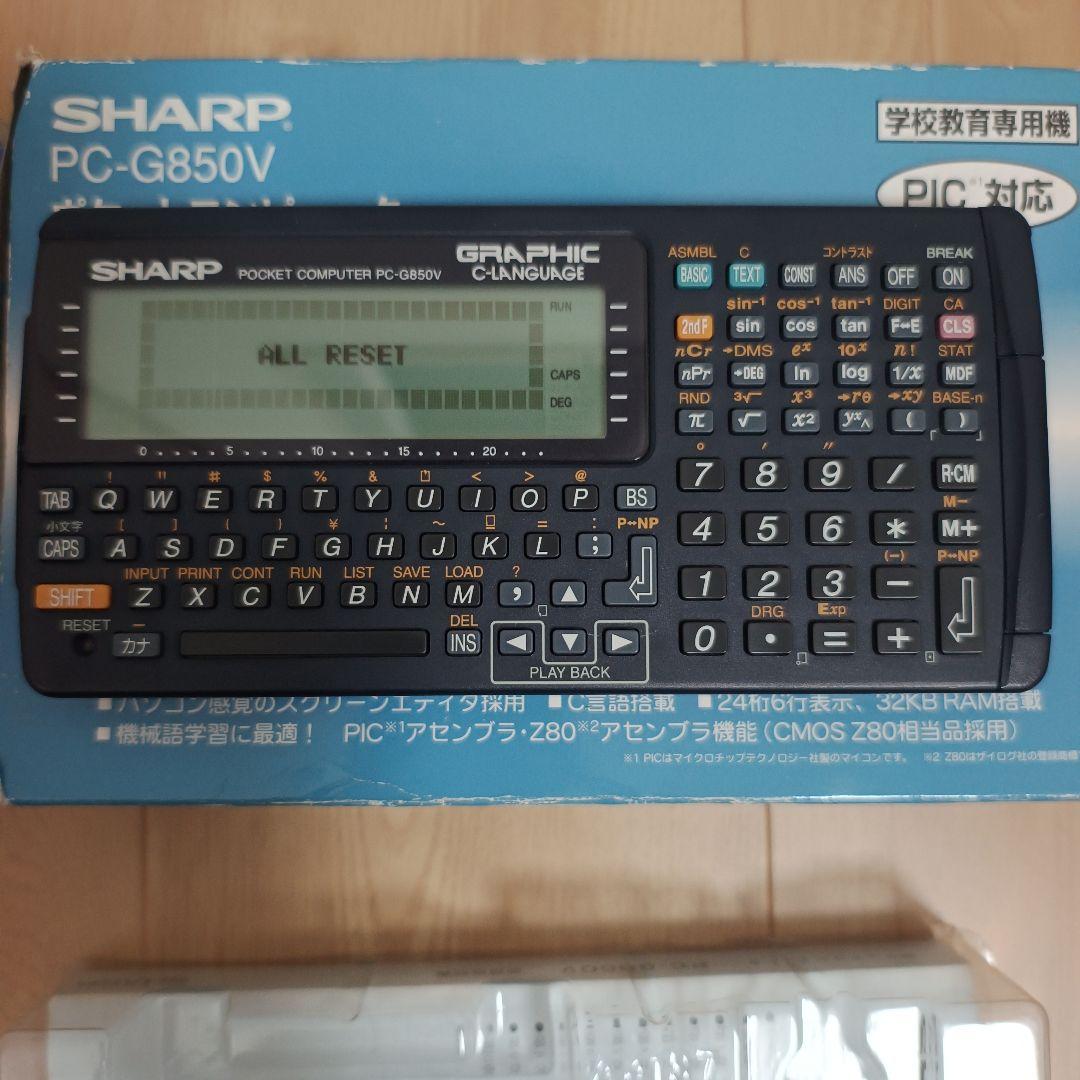 SHARP
PC-G850V
学校教育専用機
PIC※1対応
SHARP POCKET COMPUTER PC-G850V
GRAPHIC
C-LANGUAGE
RUN
ALL RESET
CAPS
DEG
0 . . . . 5 . . . . 10 . . . . 15 . . . . 20 . . .
ASMBL C コントラスト BREAK
BASIC TEXT CONST ANS OFF ON
sin⁻¹ cos⁻¹ tan⁻¹ DIGIT CA
2ndF sin cos tan F↔E CLS
nCr →DMS eˣ 10ˣ n! STAT
nPr →DEG ln log 1/x MDF
RND ³√ x³ →rθ →xy BASE-n
π √ x² yˣ^ ( )
° ′ ″
7 8 9 / R·CM
M−
4 5 6 * M+
(−) P↔NP
1 2 3 −
DRG Exp
0 • = +
! " # $ % & < > @
TAB Q W E R T Y U I O P BS
小文字 [ ] { } ¥ ¦ ~ = : P↔NP
CAPS A S D F G H J K L ;
INPUT PRINT CONT RUN LIST SAVE LOAD ?
SHIFT Z X C V B N M , ▲
RESET − DEL
カナ INS ◀ ▼ ▶
PLAY BACK
■パソコン感覚のスクリーンエディタ採用 ■C言語搭載 ■24桁6行表示、32KB RAM搭載
■機械語学習に最適! PIC※1アセンブラ・Z80※2アセンブラ機能(CMOS Z80相当品採用)
※1 PICはマイクロチップテクノロジー社製のマイコンです。 ※2 Z80はザイログ社の登録商標